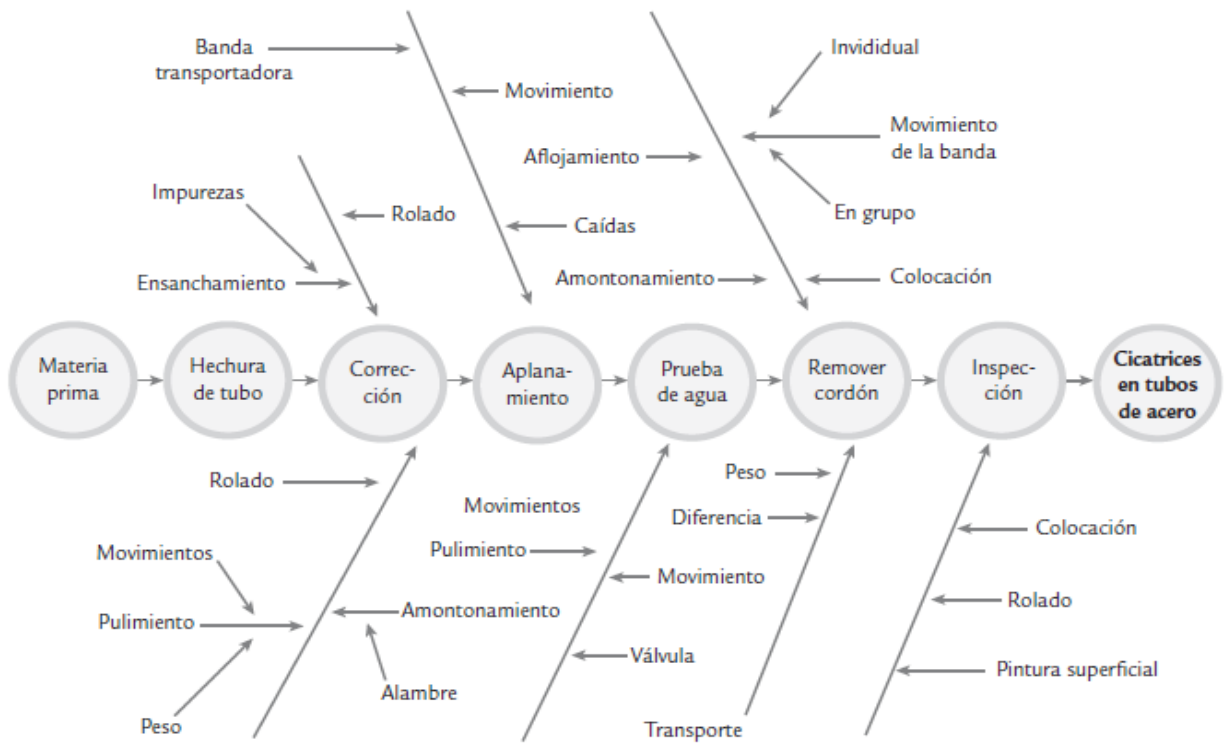 Banda
transportadora
Movimiento
Invididual
Movimiento
de la banda
Aflojamiento
Impurezas
Rolado
En grupo
Caídas
Ensanchamiento
Amontonamiento
Colocación
Materia
prima
Hechura
de tubo
Correc-
ción
Aplana-
miento
Prueba
de agua
Remover
cordón
Inspec-
ción
Cicatrices
en tubos
de acero
Rolado
Peso
Movimientos
Diferencia
Colocación
Movimientos
Pulimiento
Movimiento
Pulimiento
Amontonamiento
Rolado
Válvula
Pintura superficial
Alambre
Peso
Transporte